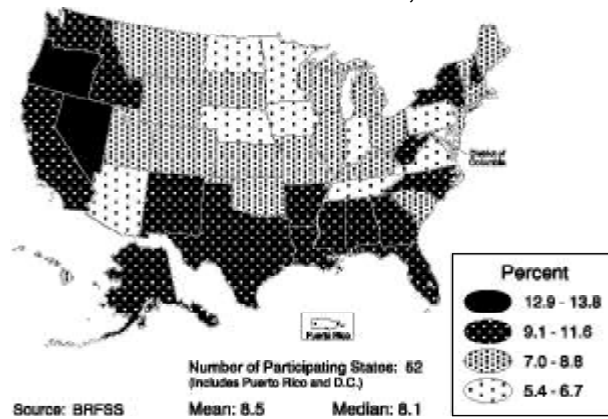 District of
Columbia
Puerto Rico
Percent
12.9 - 13.8
9.1 - 11.6
7.0 - 8.8
5.4 - 6.7
Number of Participating States: 52
(Includes Puerto Rico and D.C.)
Source: BRFSS
Mean: 8.5
Median: 8.1